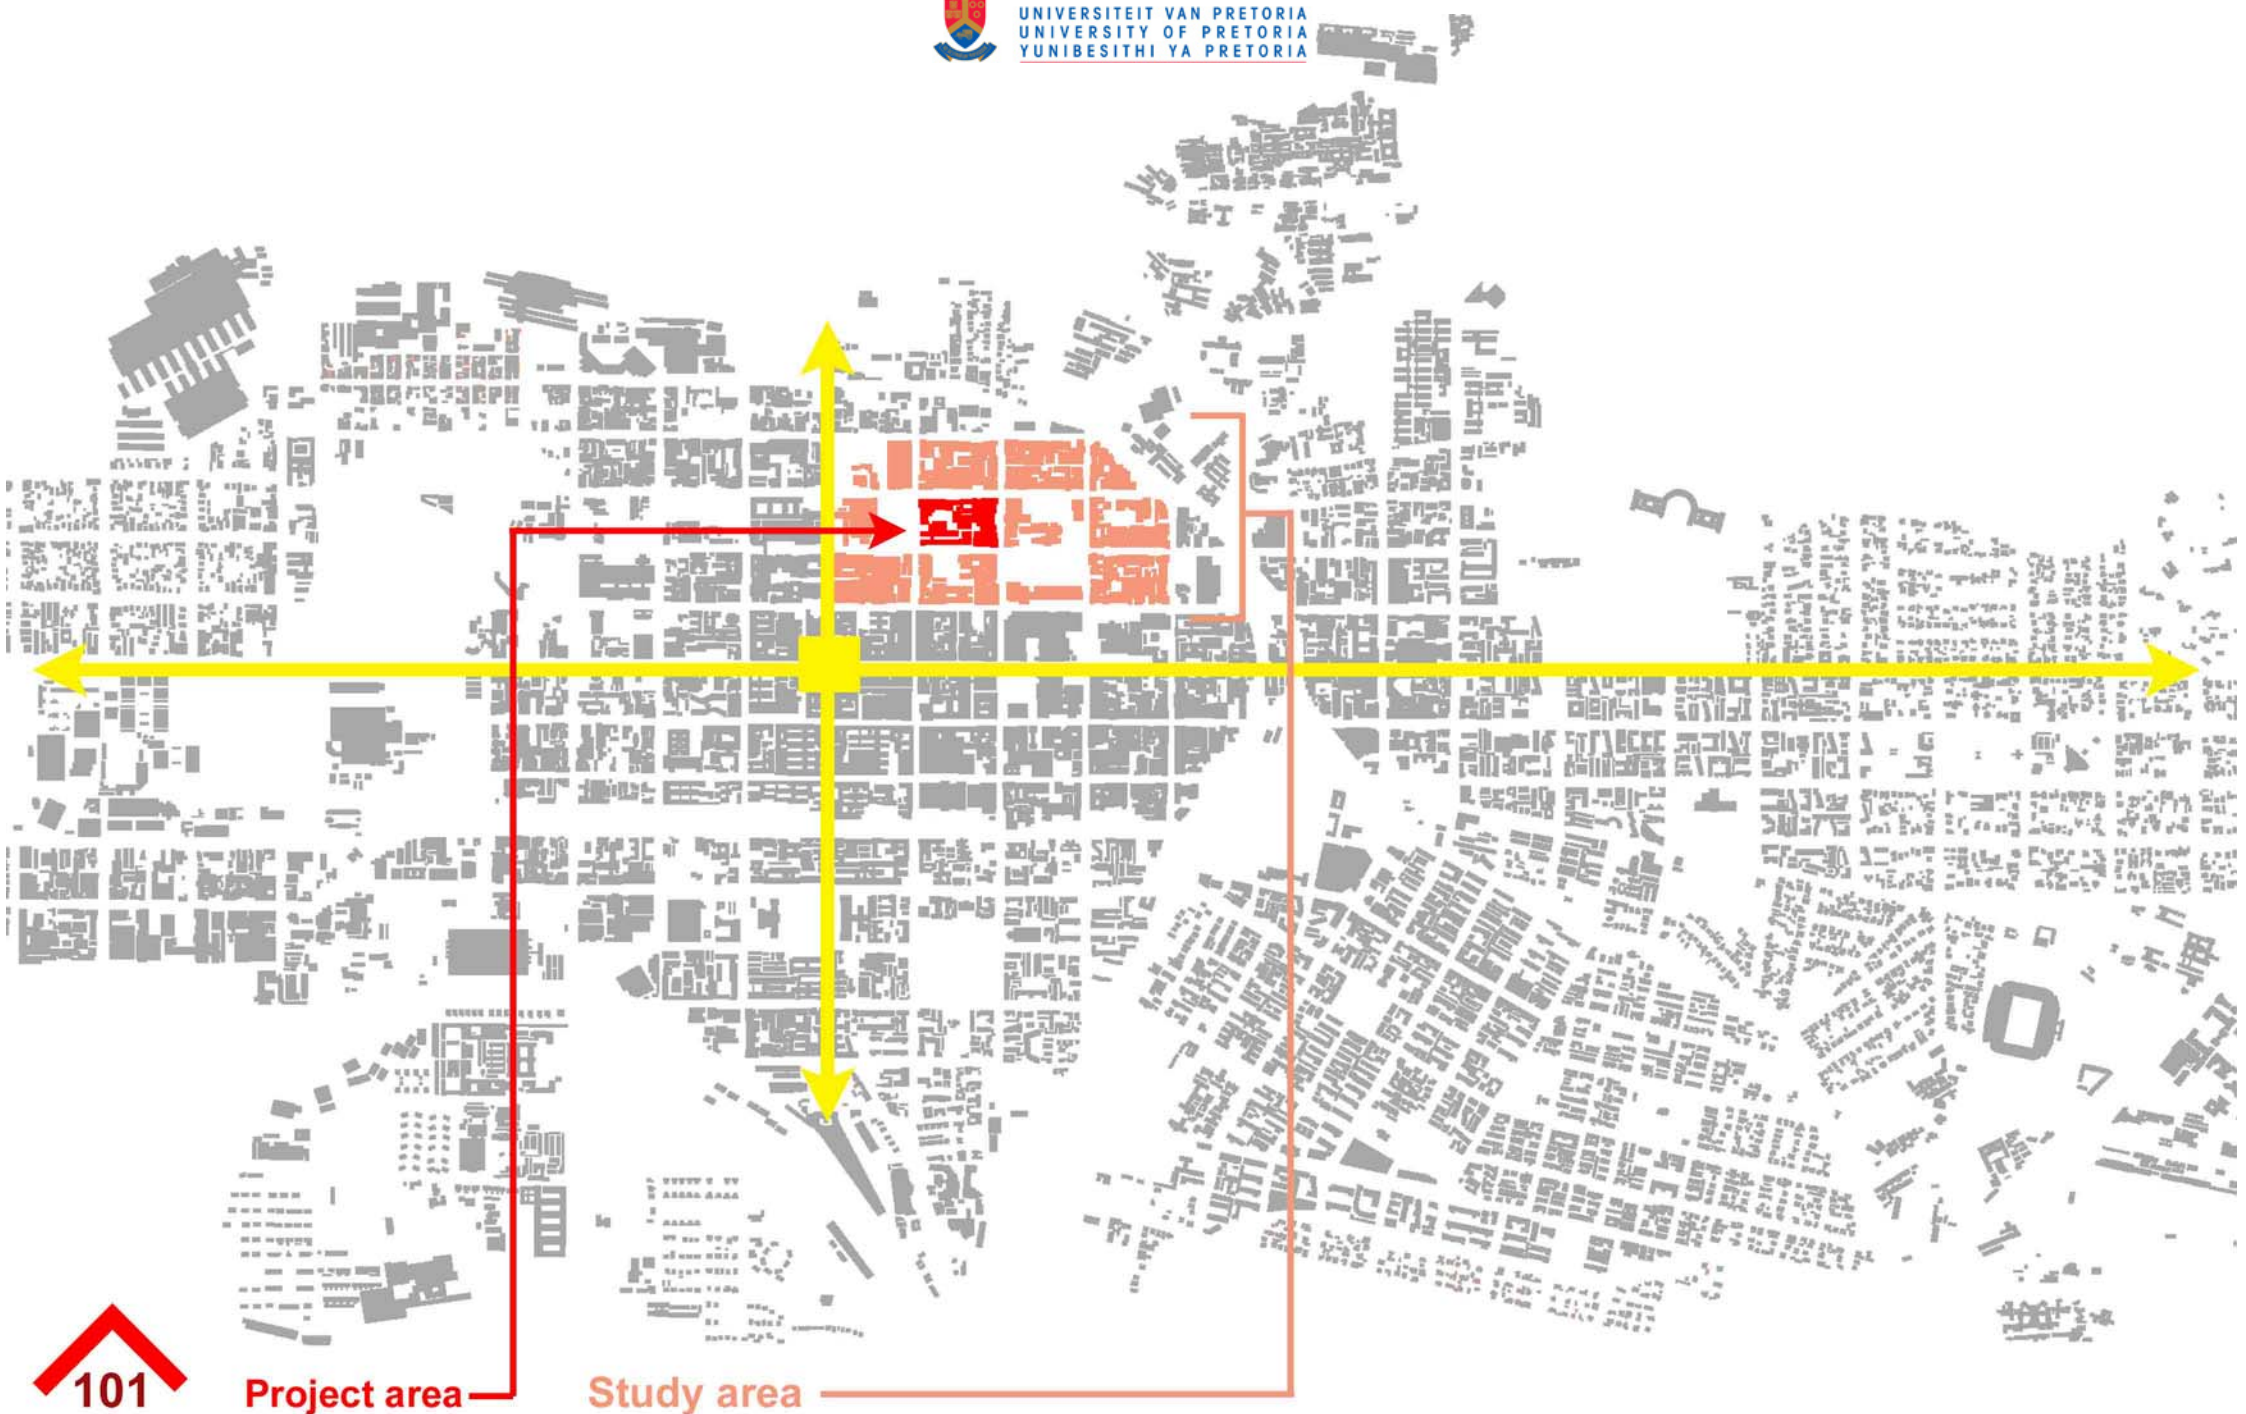 UNIVERSITEIT VAN PRETORIA
UNIVERSITY OF PRETORIA
YUNIBESITHI YA PRETORIA
101
Project area
Study area